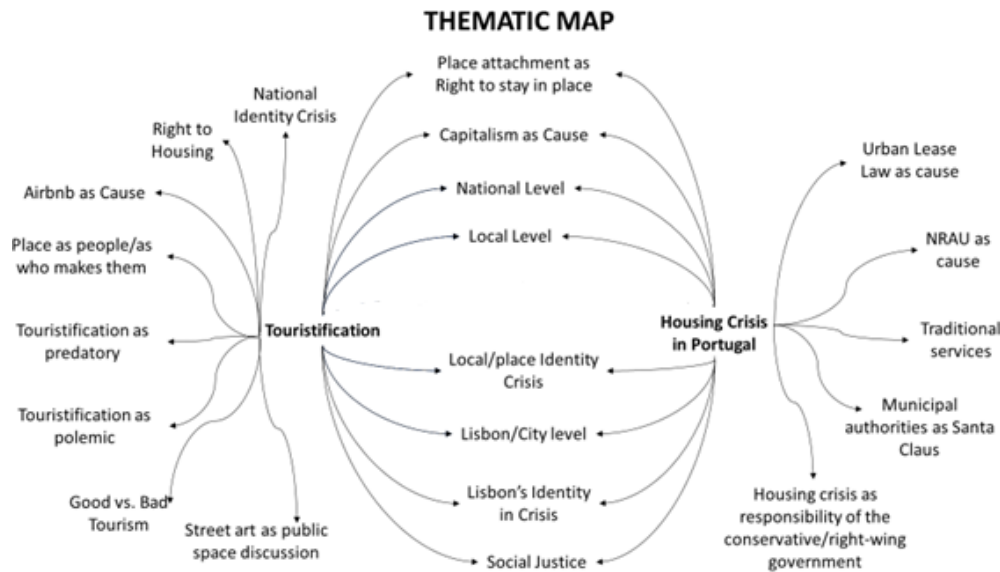 THEMATIC MAP
Place attachment as
Right to stay in place
Capitalism as Cause
National Level
Local Level
National
Identity Crisis
Right to
Housing
Airbnb as Cause
Place as people/as
who makes them
Touristification as
predatory
Touristification as
polemic
Good vs. Bad
Tourism
Street art as public
space discussion
Touristification
Housing Crisis
in Portugal
Local/place Identity
Crisis
Lisbon/City level
Lisbon's Identity
in Crisis
Social Justice
Urban Lease
Law as cause
NRAU as
cause
Traditional
services
Municipal
authorities as Santa
Claus
Housing crisis as
responsibility of the
conservative/right-wing
government